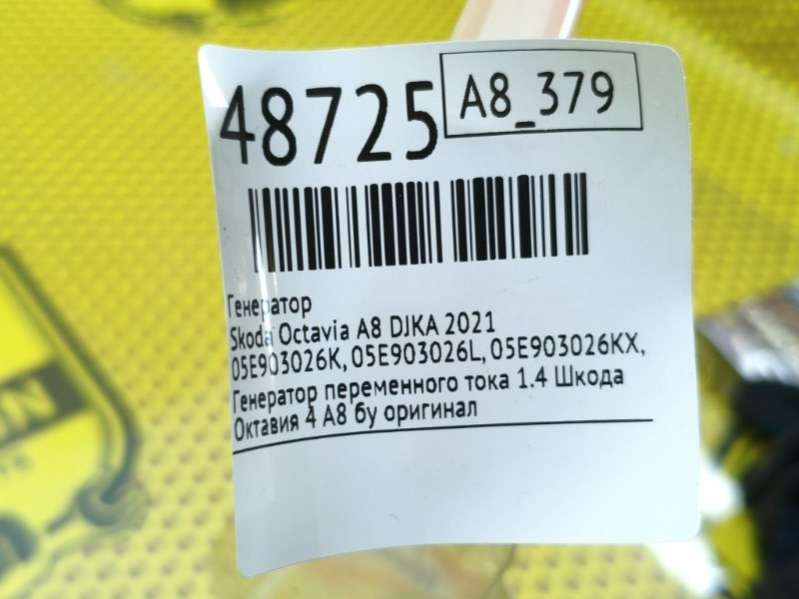 48725
A8_379
Генератор
Skoda Octavia A8 DJKA 2021
05E903026K, 05E903026L, 05E903026KX,
Генератор переменного тока 1.4 Шкода
Октавия 4 А8 бу оригинал